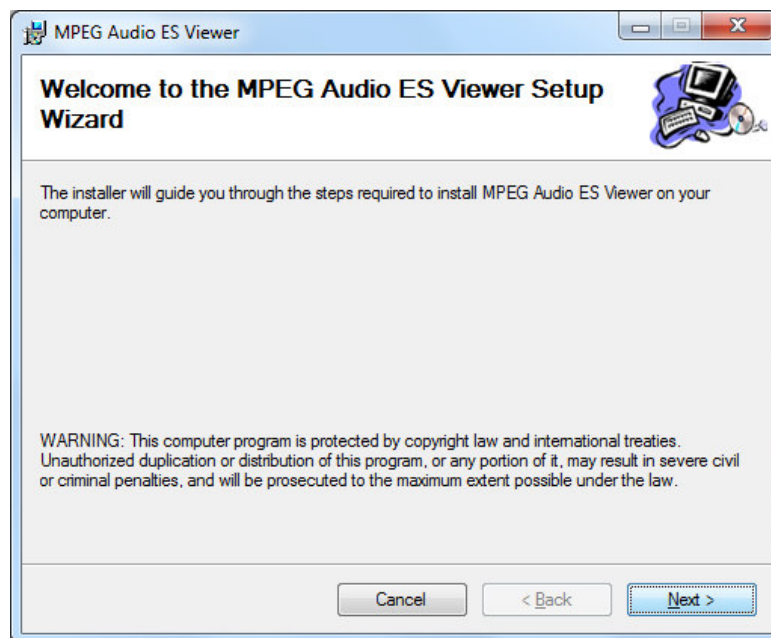 MPEG Audio ES Viewer
Welcome to the MPEG Audio ES Viewer Setup
Wizard
The installer will guide you through the steps required to install MPEG Audio ES Viewer on your
computer.
WARNING: This computer program is protected by copyright law and international treaties.
Unauthorized duplication or distribution of this program, or any portion of it, may result in severe civil
or criminal penalties, and will be prosecuted to the maximum extent possible under the law.
Cancel
< Back
Next >